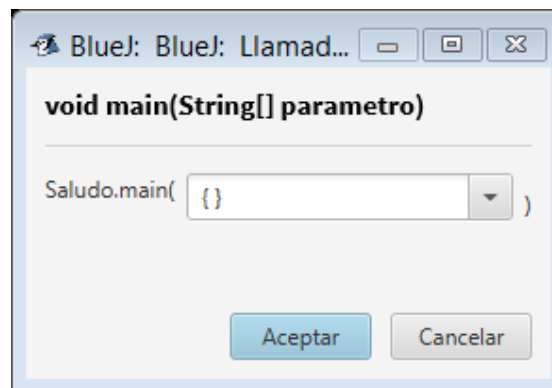 BlueJ: BlueJ: Llamad...
void main(String[] parametro)
Saludo.main( { } )
Aceptar Cancelar